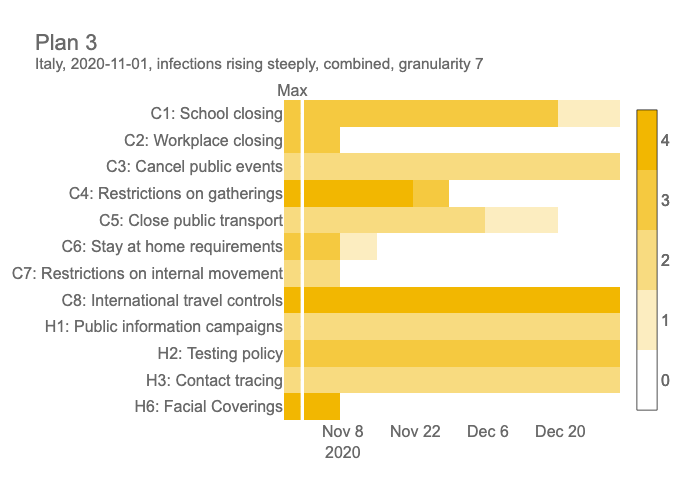 Plan 3
Italy, 2020-11-01, infections rising steeply, combined, granularity 7
Max
C1: School closing
C2: Workplace closing
C3: Cancel public events
C4: Restrictions on gatherings
C5: Close public transport
C6: Stay at home requirements
C7: Restrictions on internal movement
C8: International travel controls
H1: Public information campaigns
H2: Testing policy
H3: Contact tracing
H6: Facial Coverings
Nov 8 Nov 22 Dec 6 Dec 20
2020
4
3
2
1
0